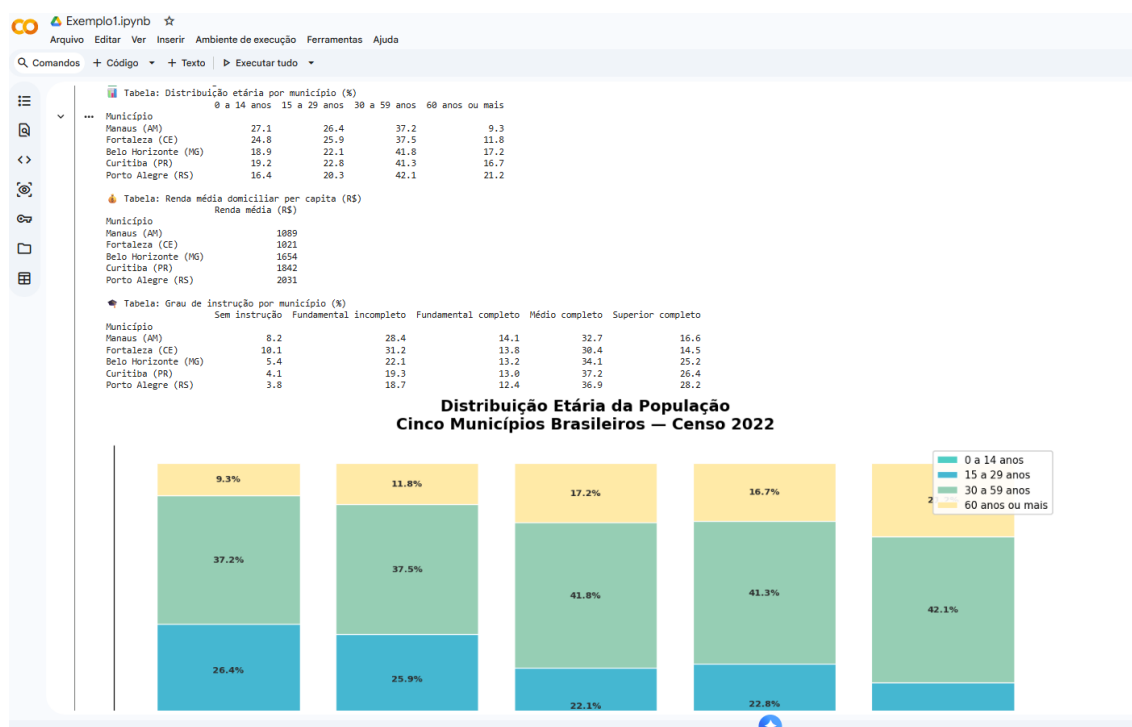 Exemplo1.ipynb
Arquivo Editar Ver Inserir Ambiente de execução Ferramentas Ajuda
Comandos + Código + Texto Executar tudo
Tabela: Distribuição etária por município (%)
0 a 14 anos 15 a 29 anos 30 a 59 anos 60 anos ou mais
Município
Manaus (AM) 27.1 26.4 37.2 9.3
Fortaleza (CE) 24.8 25.9 37.5 11.8
Belo Horizonte (MG) 18.9 22.1 41.8 17.2
Curitiba (PR) 19.2 22.8 41.3 16.7
Porto Alegre (RS) 16.4 20.3 42.1 21.2
Tabela: Renda média domiciliar per capita (R$)
Renda média (R$)
Município
Manaus (AM) 1089
Fortaleza (CE) 1021
Belo Horizonte (MG) 1654
Curitiba (PR) 1842
Porto Alegre (RS) 2031
Tabela: Grau de instrução por município (%)
Sem instrução Fundamental incompleto Fundamental completo Médio completo Superior completo
Município
Manaus (AM) 8.2 28.4 14.1 32.7 16.6
Fortaleza (CE) 10.1 31.2 13.8 30.4 14.5
Belo Horizonte (MG) 5.4 22.1 13.2 34.1 25.2
Curitiba (PR) 4.1 19.3 13.0 37.2 26.4
Porto Alegre (RS) 3.8 18.7 12.4 36.9 28.2
Distribuição Etária da População
Cinco Municípios Brasileiros — Censo 2022
0 a 14 anos
15 a 29 anos
30 a 59 anos
60 anos ou mais
9.3% 11.8% 17.2% 16.7%
37.2% 37.5% 41.8% 41.3% 42.1%
26.4% 25.9% 22.1% 22.8%